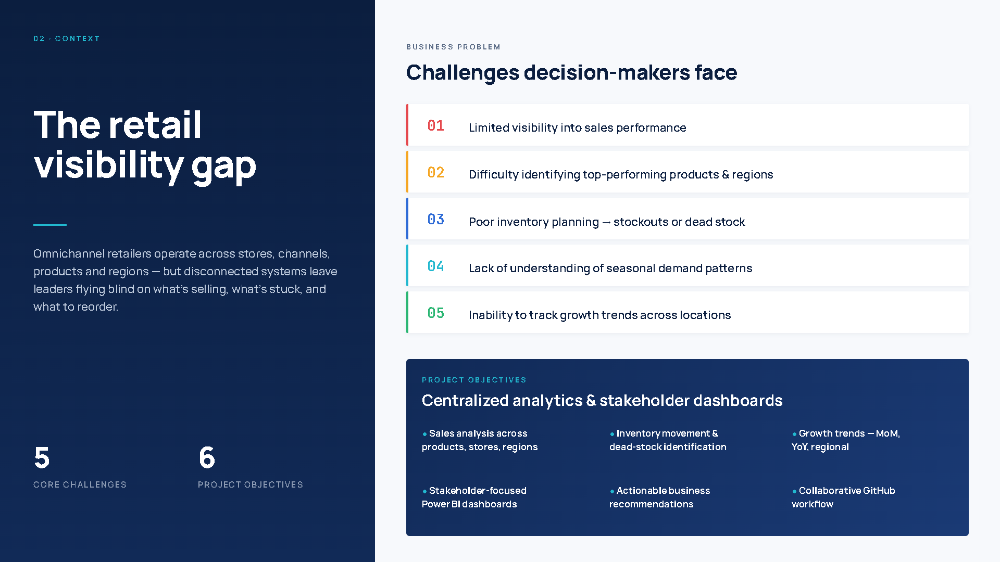 02 · CONTEXT
The retail
visibility gap
Omnichannel retailers operate across stores, channels,
products and regions — but disconnected systems leave
leaders flying blind on what's selling, what's stuck, and
what to reorder.
5
CORE CHALLENGES
6
PROJECT OBJECTIVES
BUSINESS PROBLEM
Challenges decision-makers face
01 Limited visibility into sales performance
02 Difficulty identifying top-performing products & regions
03 Poor inventory planning → stockouts or dead stock
04 Lack of understanding of seasonal demand patterns
05 Inability to track growth trends across locations
PROJECT OBJECTIVES
Centralized analytics & stakeholder dashboards
• Sales analysis across
products, stores, regions
• Inventory movement &
dead-stock identification
• Growth trends — MoM,
YoY, regional
• Stakeholder-focused
Power BI dashboards
• Actionable business
recommendations
• Collaborative GitHub
workflow